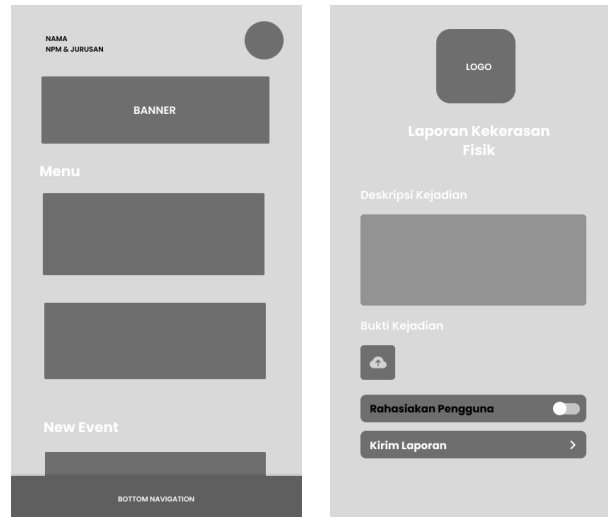 NAMA
NPM & JURUSAN
BANNER
Menu
New Event
BOTTOM NAVIGATION
LOGO
Laporan Kekerasan
Fisik
Deskripsi Kejadian
Bukti Kejadian
Rahasiakan Pengguna
Kirim Laporan